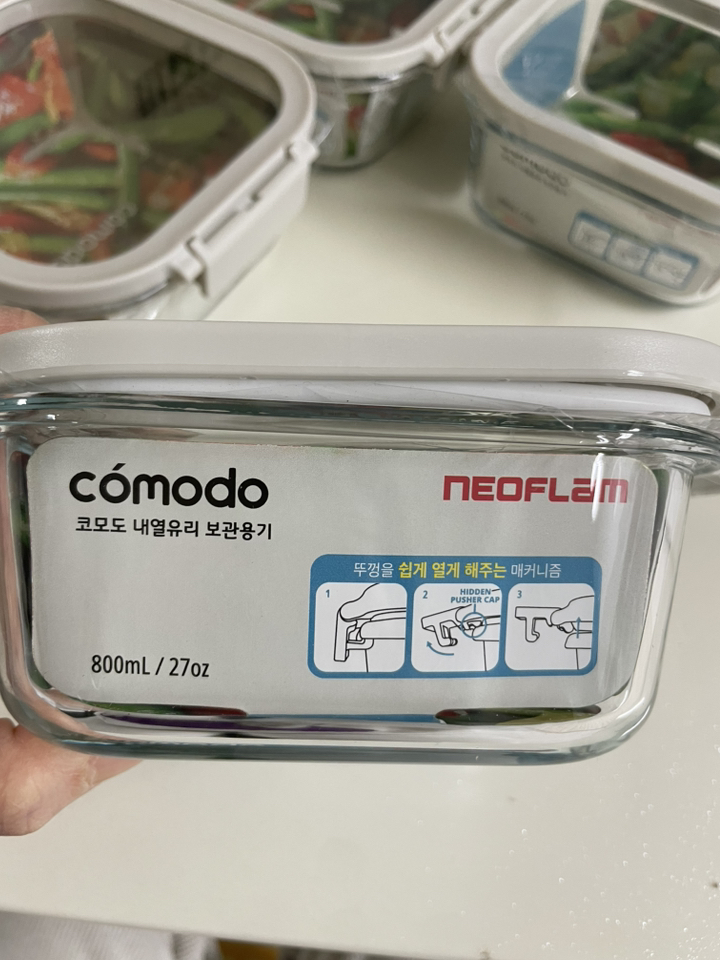 cómodo
NEOFLAM
코모도 내열유리 보관용기
뚜껑을 쉽게 열게 해주는 매커니즘
1
2
HIDDEN
PUSHER CAP
3
800mL / 27oz